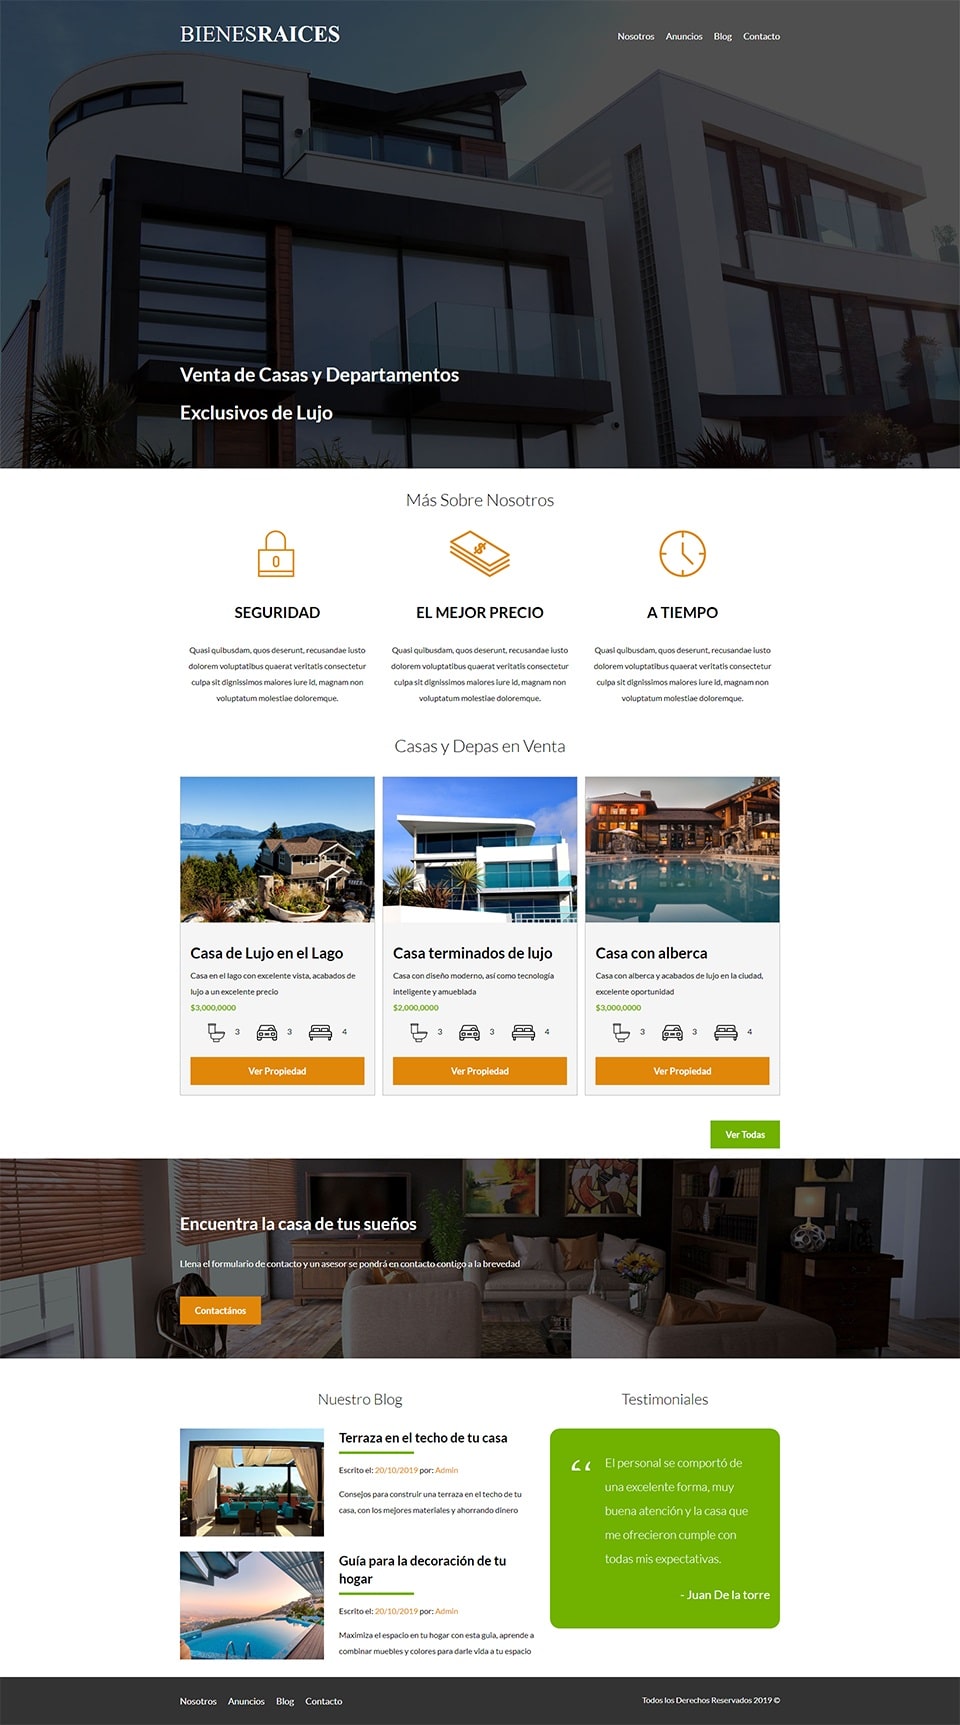 BIENESRAICES
Nosotros Anuncios Blog Contacto
Venta de Casas y Departamentos
Exclusivos de Lujo
Más Sobre Nosotros
SEGURIDAD
Quasi quibusdam, quos deserunt, recusandae iusto
dolorem voluptatibus quaerat veritatis consectetur
culpa sit dignissimos maiores iure id, magnam non
voluptatum molestiae doloremque.
EL MEJOR PRECIO
Quasi quibusdam, quos deserunt, recusandae iusto
dolorem voluptatibus quaerat veritatis consectetur
culpa sit dignissimos maiores iure id, magnam non
voluptatum molestiae doloremque.
A TIEMPO
Quasi quibusdam, quos deserunt, recusandae iusto
dolorem voluptatibus quaerat veritatis consectetur
culpa sit dignissimos maiores iure id, magnam non
voluptatum molestiae doloremque.
Casas y Depas en Venta
Casa de Lujo en el Lago
Casa en el lago con excelente vista, acabados de
lujo a un excelente precio
$3,000,0000
3 3 4
Ver Propiedad
Casa terminados de lujo
Casa con diseño moderno, así como tecnología
inteligente y amueblada
$2,000,0000
3 3 4
Ver Propiedad
Casa con alberca
Casa con alberca y acabados de lujo en la ciudad,
excelente oportunidad
$3,000,0000
3 3 4
Ver Propiedad
Ver Todas
Encuentra la casa de tus sueños
Llena el formulario de contacto y un asesor se pondrá en contacto contigo a la brevedad
Contactános
Nuestro Blog
Terraza en el techo de tu casa
Escrito el: 20/10/2019 por: Admin
Consejos para construir una terraza en el techo de tu
casa, con los mejores materiales y ahorrando dinero
Guía para la decoración de tu
hogar
Escrito el: 20/10/2019 por: Admin
Maximiza el espacio en tu hogar con esta guia, aprende a
combinar muebles y colores para darle vida a tu espacio
Testimoniales
“ El personal se comportó de
una excelente forma, muy
buena atención y la casa que
me ofrecieron cumple con
todas mis expectativas.
- Juan De la torre
Nosotros Anuncios Blog Contacto
Todos los Derechos Reservados 2019 ©